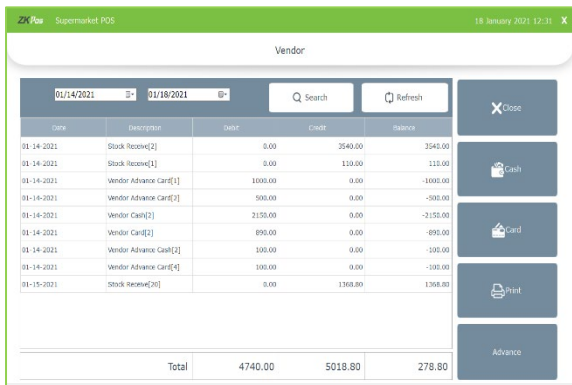 ZKPos Supermarket POS 18 January 2021 12:31 X
Vendor
01/14/2021 01/18/2021 Search Refresh
Close
Date Description Debit Credit Balance
01-14-2021 Stock Receive[2] 0.00 3540.00 3540.00
01-14-2021 Stock Receive[1] 0.00 110.00 110.00
01-14-2021 Vendor Advance Card[1] 1000.00 0.00 -1000.00
Cash
01-14-2021 Vendor Advance Card[2] 500.00 0.00 -500.00
01-14-2021 Vendor Cash[2] 2150.00 0.00 -2150.00
01-14-2021 Vendor Card[2] 890.00 0.00 -890.00
Card
01-14-2021 Vendor Advance Cash[2] 100.00 0.00 -100.00
01-14-2021 Vendor Advance Card[4] 100.00 0.00 -100.00
01-15-2021 Stock Receive[20] 0.00 1368.80 1368.80
Print
Advance
Total 4740.00 5018.80 278.80